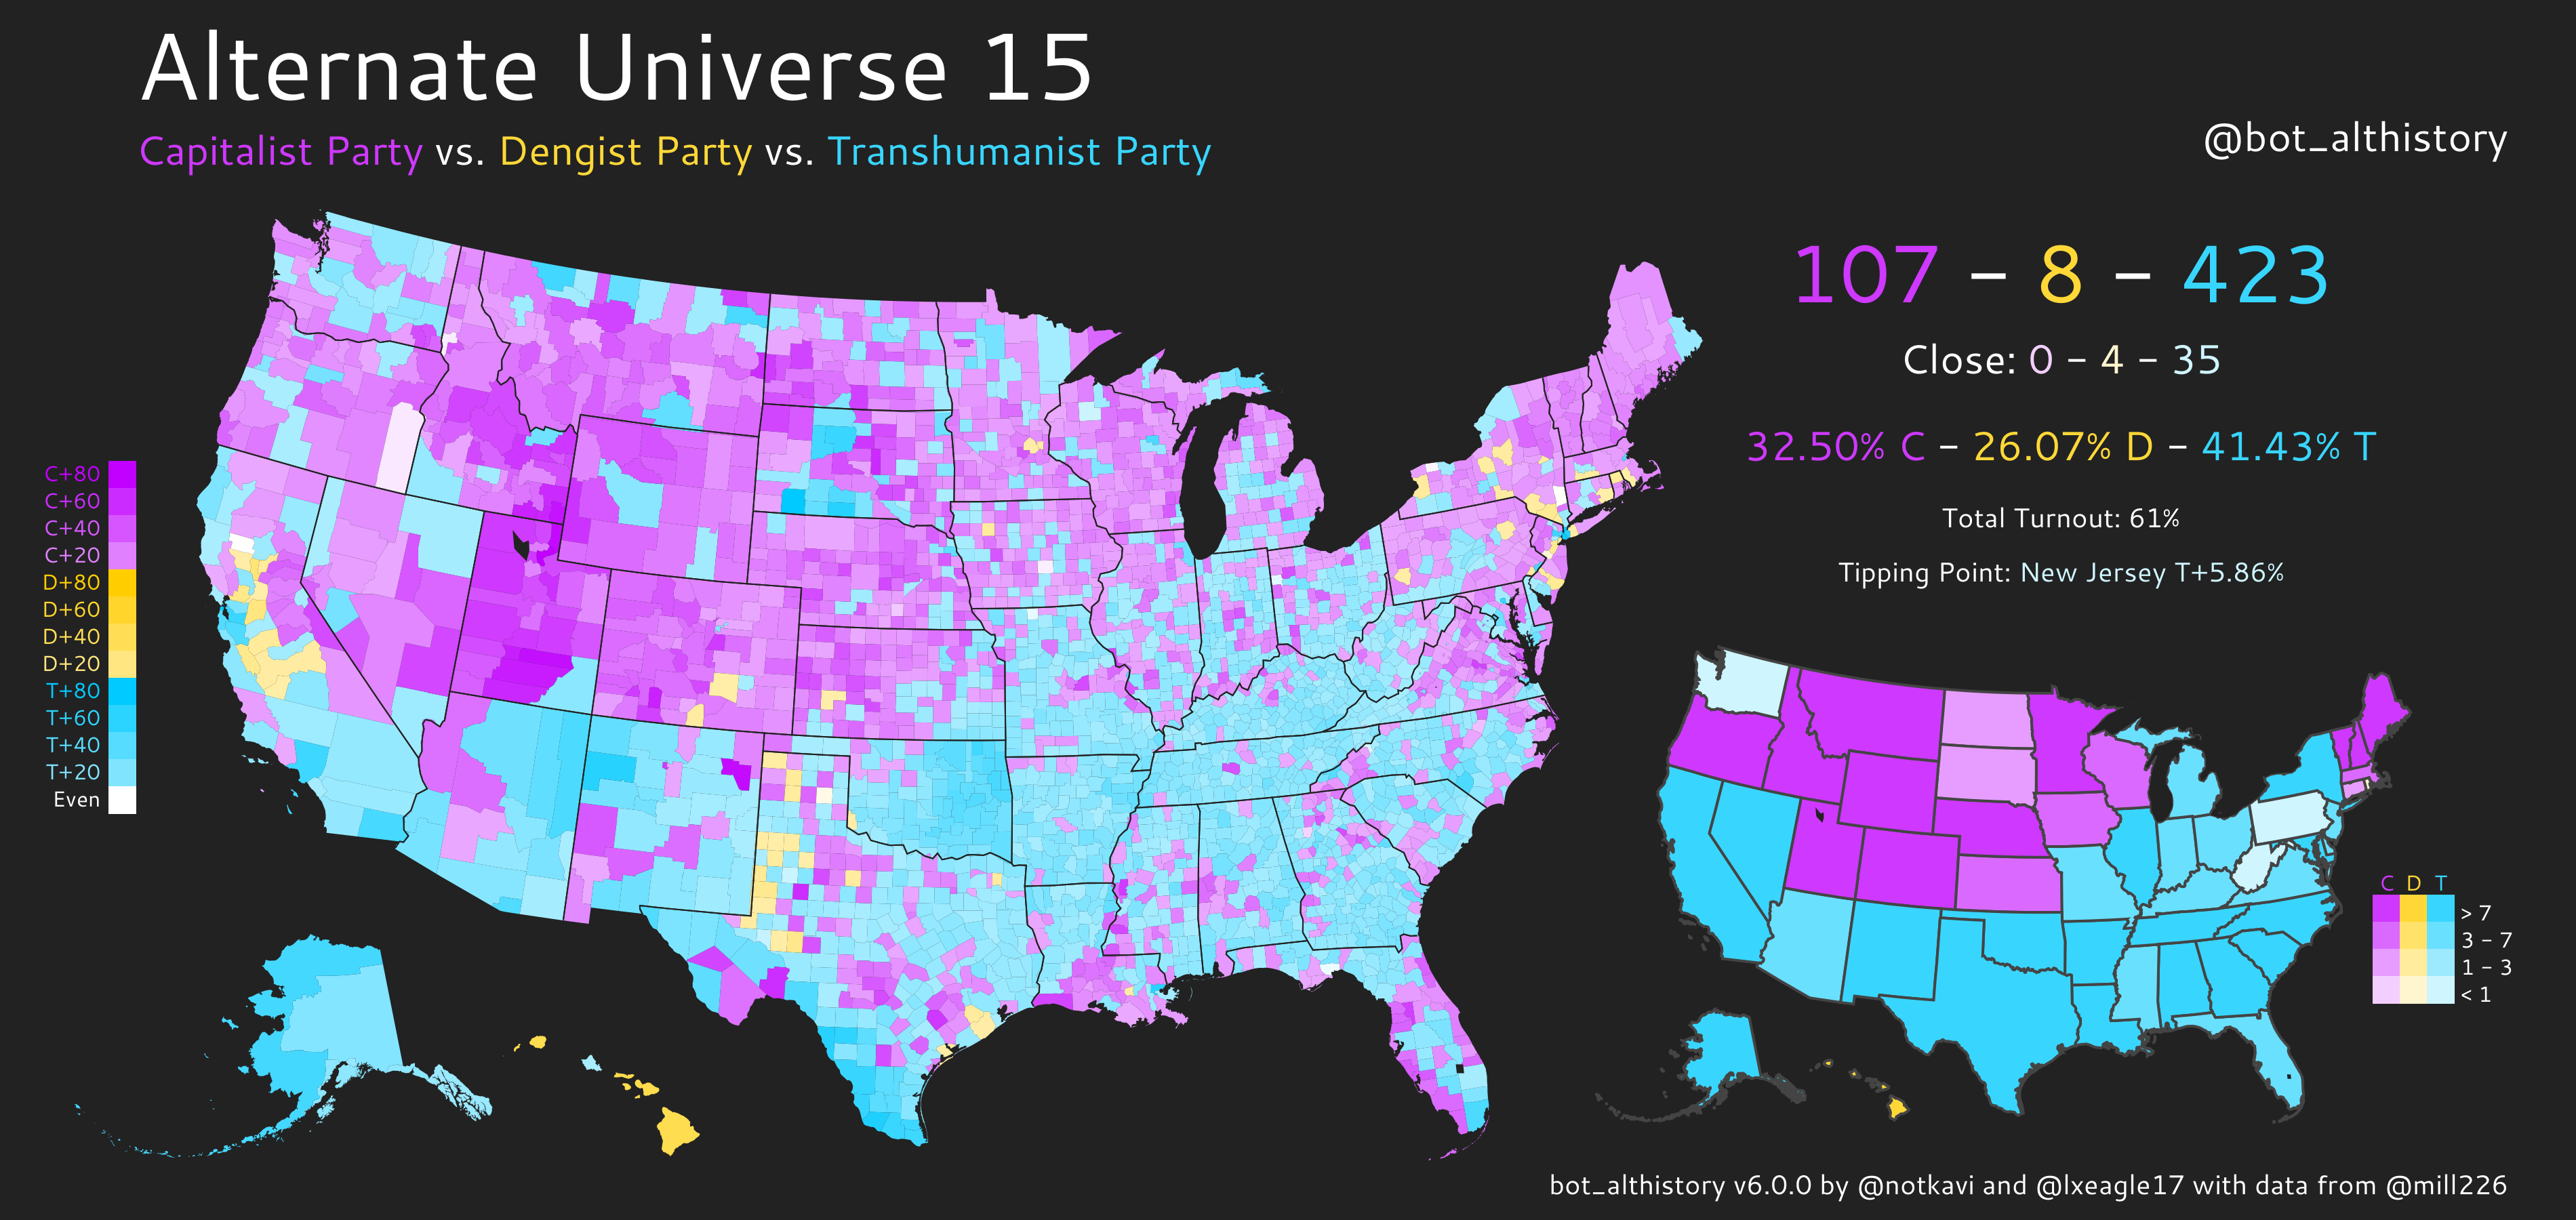 Alternate Universe 15
Capitalist Party vs. Dengist Party vs. Transhumanist Party
@bot_althistory
107 - 8 - 423
Close: 0 - 4 - 35
32.50% C - 26.07% D - 41.43% T
Total Turnout: 61%
Tipping Point: New Jersey T+5.86%
C+80
C+60
C+40
C+20
D+80
D+60
D+40
D+20
T+80
T+60
T+40
T+20
Even
C D T
> 7
3 - 7
1 - 3
< 1
bot_althistory v6.0.0 by @notkavi and @lxeagle17 with data from @mill226